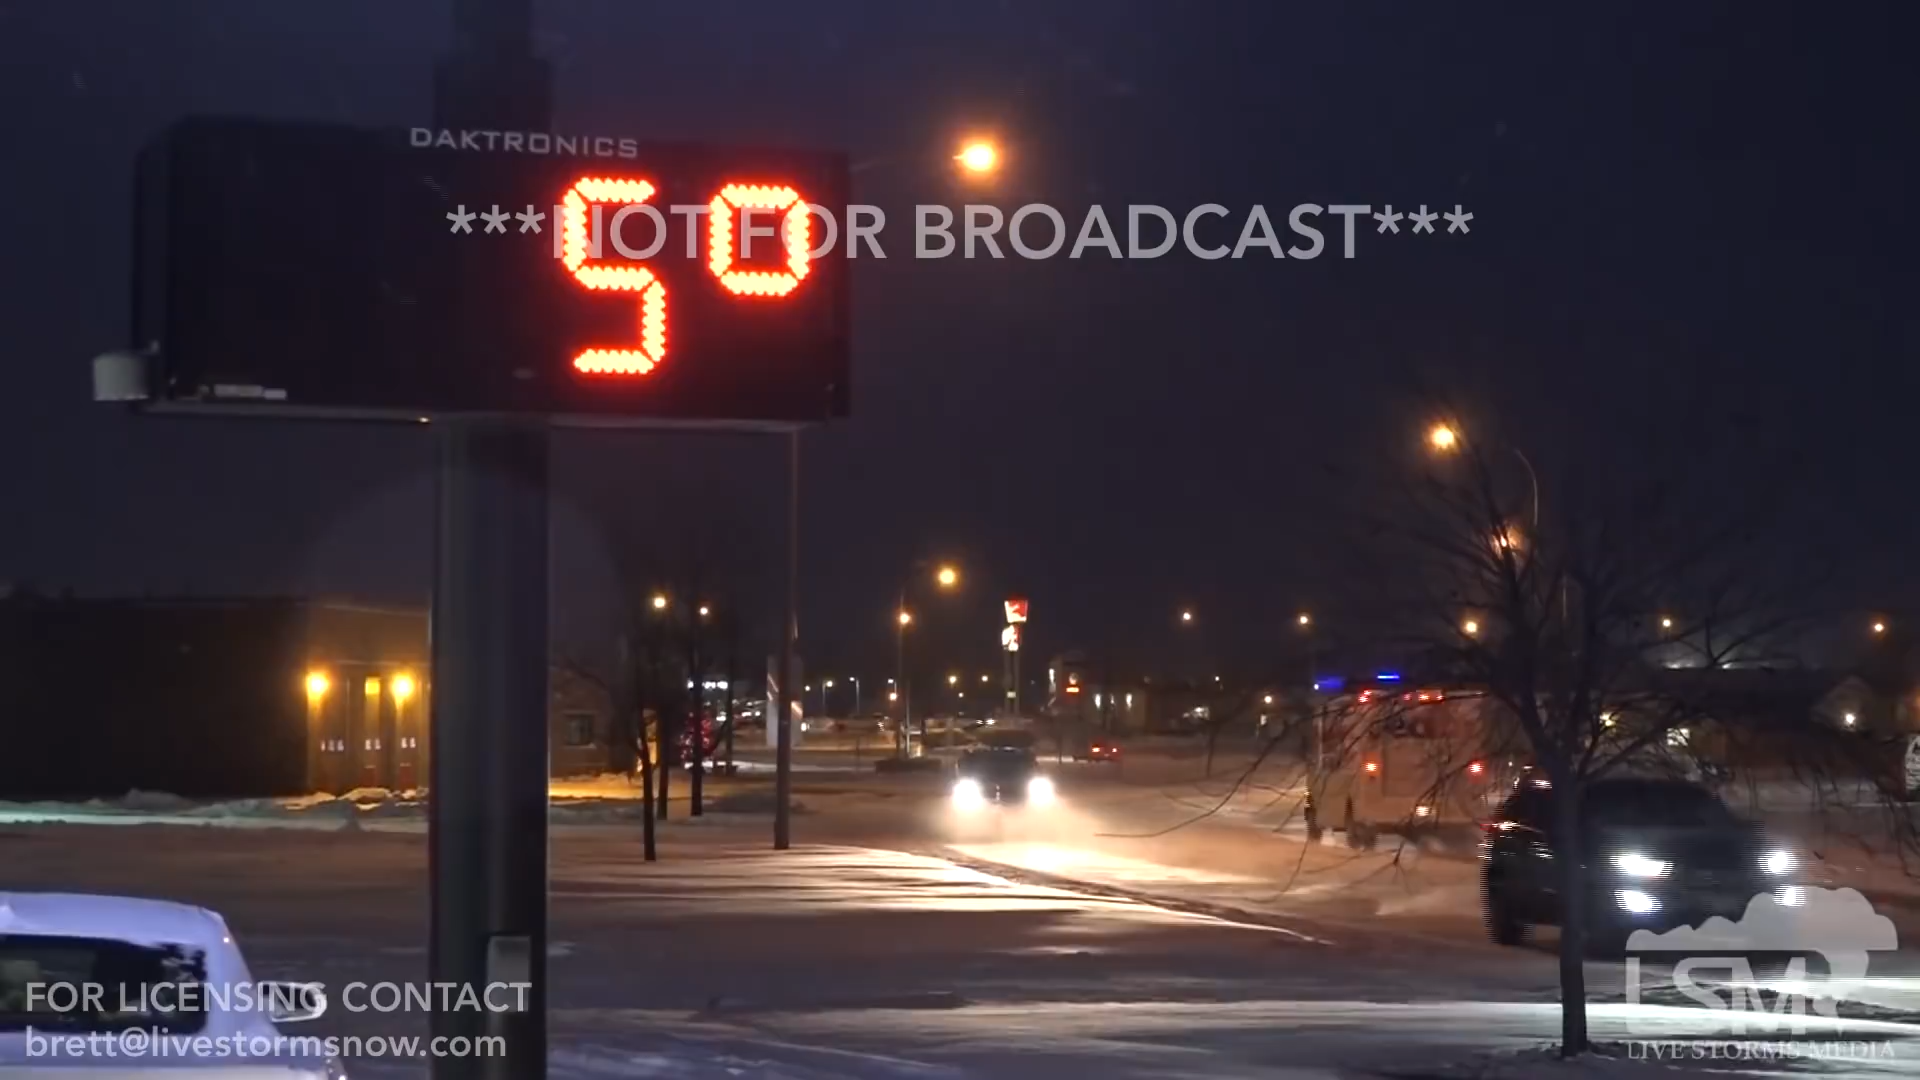 DAKTRONICS
5°
***NOT FOR BROADCAST***
FOR LICENSING CONTACT
brett@livestormsnow.com
LSM
LIVE STORMS MEDIA